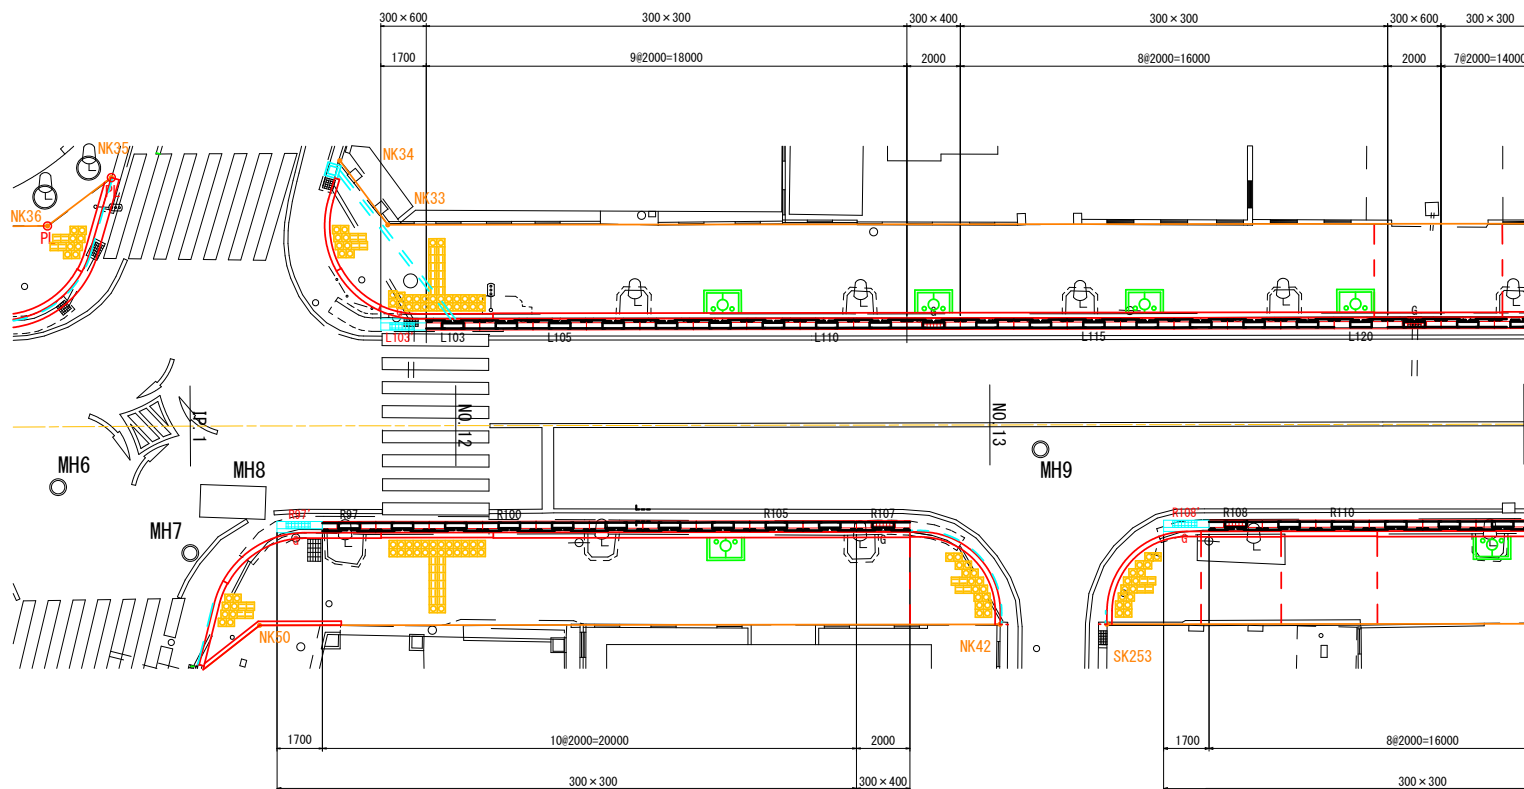 300×600 300×300 300×400 300×300 300×600 300×300
1700 9@2000=18000 2000 8@2000=16000 2000 7@2000=14000
NK35
NK34
NK33
NK36
PI
G
G
G
L103' L103 L105 L110 L115 L120
IP.1
NO.12
NO.13
MH6
MH8
MH9
MH7
R97' R97 R100 R105 R107 R108' R108 R110
G
G
G
NK50
NK42
SK253
1700 10@2000=20000 2000 1700 8@2000=16000
300×300 300×400 300×300